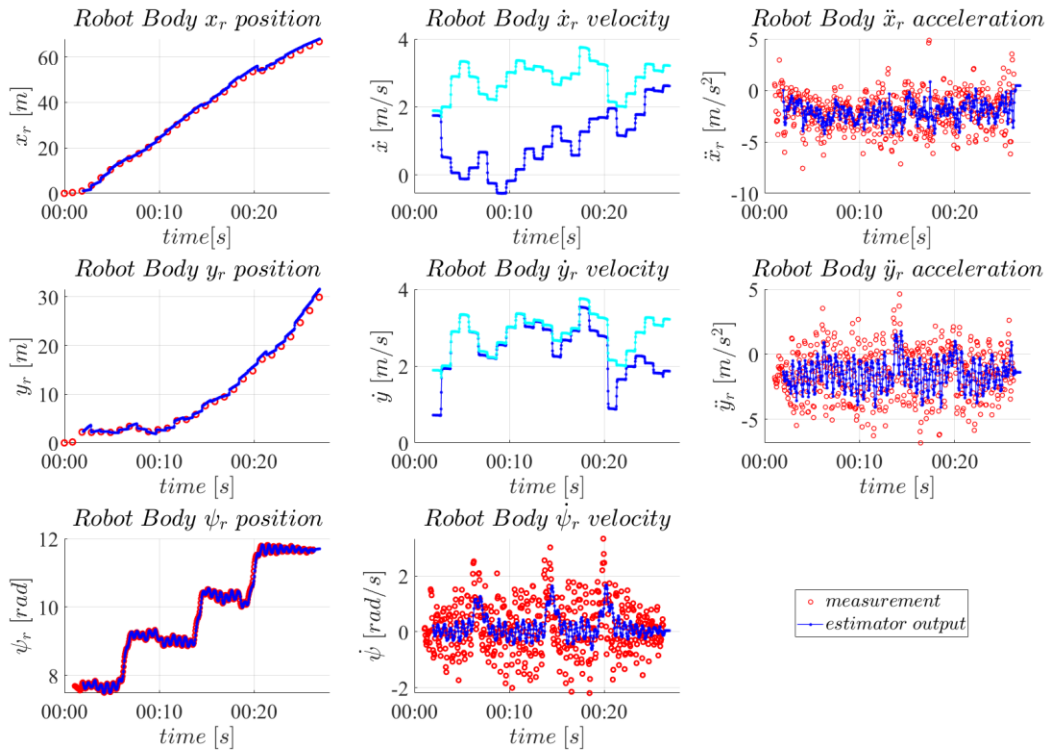 Robot Body x_r position
Robot Body ẋ_r velocity
Robot Body ẍ_r acceleration
x_r [m]
60
40
20
0
00:00
00:10
00:20
time[s]
ẋ [m/s]
4
2
0
00:00
00:10
00:20
time [s]
ẍ_r [m/s²]
0
-5
-10
00:00
00:10
00:20
time [s]
Robot Body y_r position
Robot Body ẏ_r velocity
Robot Body ÿ_r acceleration
y_r [m]
30
20
10
0
00:00
00:10
00:20
time [s]
ẏ [m/s]
4
2
0
00:00
00:10
00:20
time [s]
ÿ_r [m/s²]
0
-5
00:00
00:10
00:20
time [s]
Robot Body ψ_r position
Robot Body ψ̇_r velocity
ψ_r [rad]
12
10
8
00:00
00:10
00:20
time [s]
ψ̇ [rad/s]
2
0
-2
00:00
00:10
00:20
time [s]
measurement
estimator output